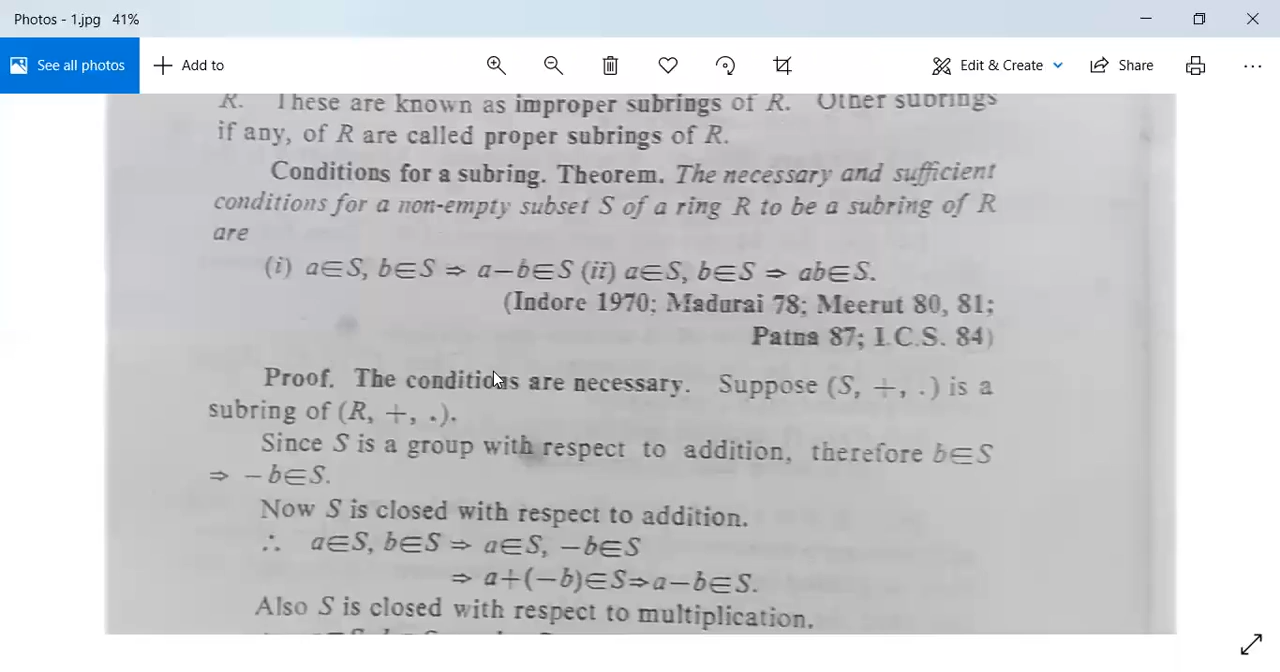 Photos - 1.jpg 41%
See all photos
Add to
Edit & Create
Share
R. These are known as improper subrings of R. Other subrings
if any, of R are called proper subrings of R.
Conditions for a subring. Theorem. The necessary and sufficient
conditions for a non-empty subset S of a ring R to be a subring of R
are
(i) a∈S, b∈S ⇒ a−b∈S (ii) a∈S, b∈S ⇒ ab∈S.
(Indore 1970; Madurai 78; Meerut 80, 81;
Patna 87; I.C.S. 84)
Proof. The conditions are necessary. Suppose (S, +, .) is a
subring of (R, +, .).
Since S is a group with respect to addition, therefore b∈S
⇒ −b∈S.
Now S is closed with respect to addition.
∴ a∈S, b∈S ⇒ a∈S, −b∈S
⇒ a+(−b)∈S⇒a−b∈S.
Also S is closed with respect to multiplication.